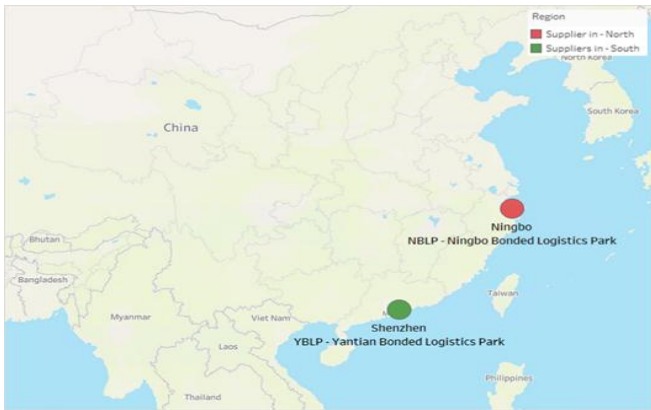 Region
Supplier in - North
Suppliers in - South
North Korea
South Korea
China
Ningbo
NBLP - Ningbo Bonded Logistics Park
Bhutan
Bangladesh
Taiwan
Myanmar
Viet Nam
Shenzhen
YBLP - Yantian Bonded Logistics Park
Laos
Philippines
Thailand